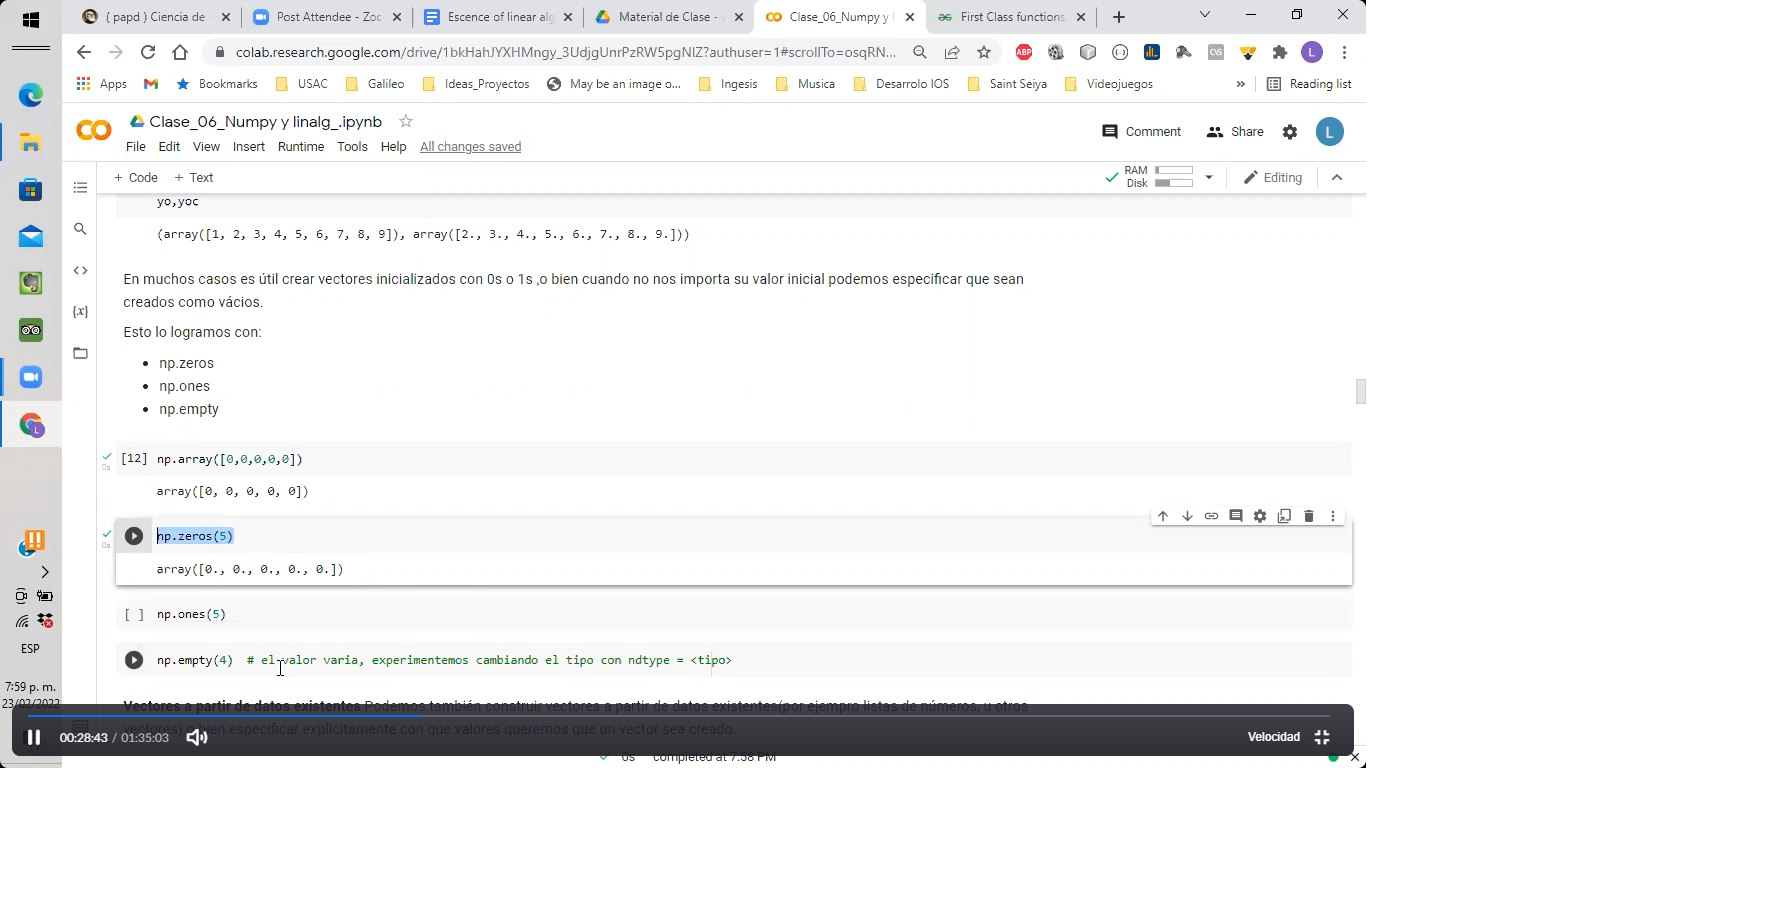 ( papd ) Ciencia de
Post Attendee - Zoo
Escence of linear alg
Material de Clase -
Clase_06_Numpy y l
First Class functions
colab.research.google.com/drive/1bkHahJYXHMngy_3UdjgUnrPzRW5pgNlZ?authuser=1#scrollTo=osqRN...
ABP
L
Apps
Bookmarks
USAC
Galileo
Ideas_Proyectos
May be an image o...
Ingesis
Musica
Desarrolo IOS
Saint Seiya
Videojuegos
»
Reading list
Clase_06_Numpy y linalg_.ipynb
Comment
Share
L
File Edit View Insert Runtime Tools Help All changes saved
+ Code + Text
RAM
Disk
Editing
yo,yoc
(array([1, 2, 3, 4, 5, 6, 7, 8, 9]), array([2., 3., 4., 5., 6., 7., 8., 9.]))
En muchos casos es útil crear vectores inicializados con 0s o 1s ,o bien cuando no nos importa su valor inicial podemos especificar que sean
creados como vácios.
Esto lo logramos con:
• np.zeros
• np.ones
• np.empty
[12] np.array([0,0,0,0,0])
0s
array([0, 0, 0, 0, 0])
np.zeros(5)
0s
array([0., 0., 0., 0., 0.])
[ ] np.ones(5)
np.empty(4) # el valor varia, experimentemos cambiando el tipo con ndtype = <tipo>
Vectores a partir de datos existentes Podemos también construir vectores a partir de datos existentes(por ejempro listas de números, u otros
vectores) o bien especificar explicitamente con que valores queremos que un vector sea creado.
ESP
7:59 p. m.
23/02/2022
00:28:43 / 01:35:03
Velocidad
0s completed at 7:58 PM